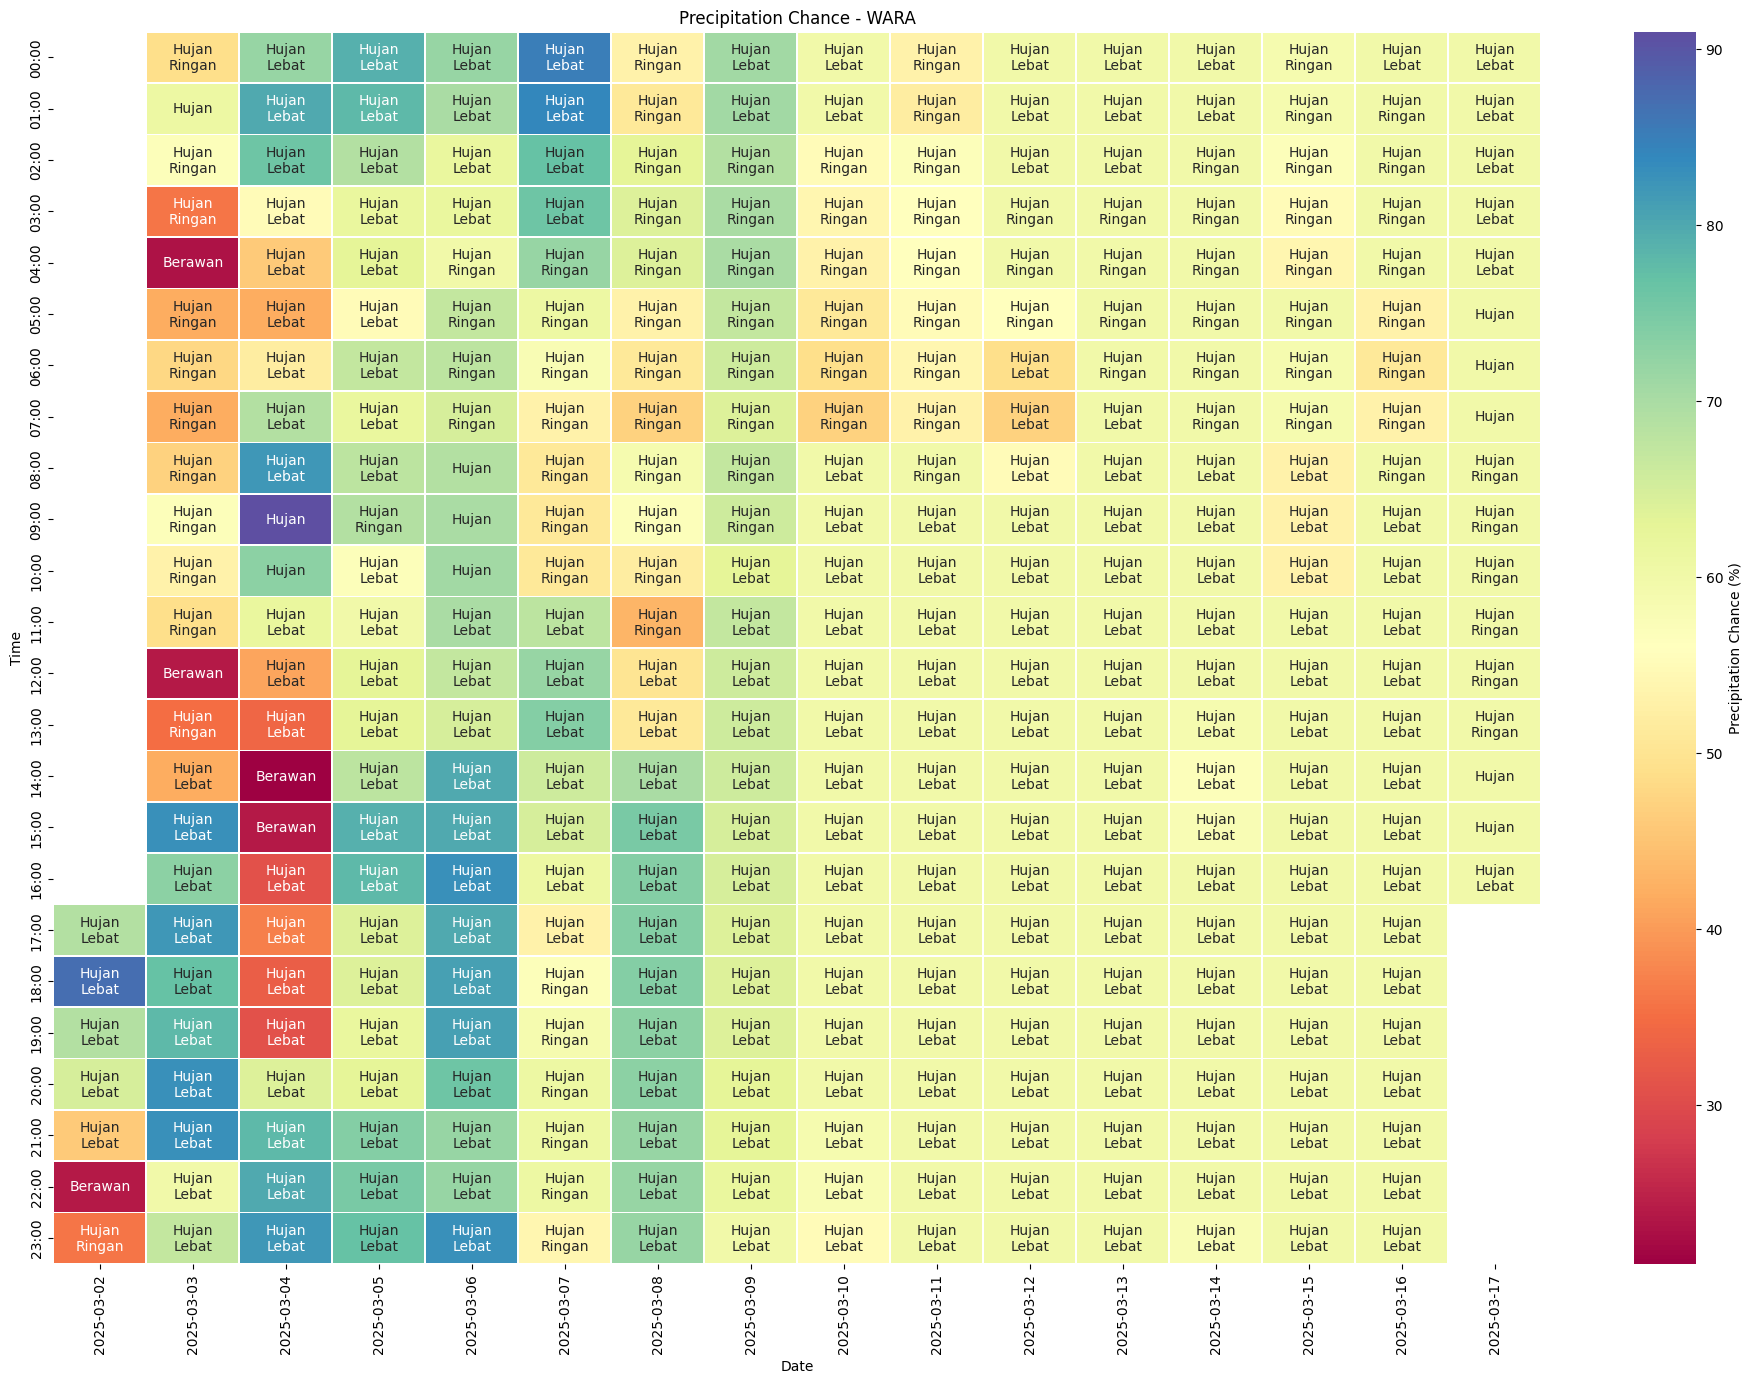 Precipitation Chance - WARA
00:00 Hujan Ringan Hujan Lebat Hujan Lebat Hujan Lebat Hujan Lebat Hujan Ringan Hujan Lebat Hujan Lebat Hujan Ringan Hujan Lebat Hujan Lebat Hujan Lebat Hujan Ringan Hujan Lebat Hujan Lebat
01:00 Hujan Hujan Lebat Hujan Lebat Hujan Lebat Hujan Lebat Hujan Ringan Hujan Lebat Hujan Lebat Hujan Ringan Hujan Lebat Hujan Lebat Hujan Lebat Hujan Ringan Hujan Ringan Hujan Lebat
02:00 Hujan Ringan Hujan Lebat Hujan Lebat Hujan Lebat Hujan Lebat Hujan Ringan Hujan Ringan Hujan Ringan Hujan Ringan Hujan Lebat Hujan Lebat Hujan Ringan Hujan Ringan Hujan Ringan Hujan Lebat
03:00 Hujan Ringan Hujan Lebat Hujan Lebat Hujan Lebat Hujan Lebat Hujan Ringan Hujan Ringan Hujan Ringan Hujan Ringan Hujan Ringan Hujan Ringan Hujan Ringan Hujan Ringan Hujan Ringan Hujan Lebat
04:00 Berawan Hujan Lebat Hujan Lebat Hujan Ringan Hujan Ringan Hujan Ringan Hujan Ringan Hujan Ringan Hujan Ringan Hujan Ringan Hujan Ringan Hujan Ringan Hujan Ringan Hujan Ringan Hujan Lebat
05:00 Hujan Ringan Hujan Lebat Hujan Lebat Hujan Ringan Hujan Ringan Hujan Ringan Hujan Ringan Hujan Ringan Hujan Ringan Hujan Ringan Hujan Ringan Hujan Ringan Hujan Ringan Hujan Ringan Hujan
06:00 Hujan Ringan Hujan Lebat Hujan Lebat Hujan Ringan Hujan Ringan Hujan Ringan Hujan Ringan Hujan Ringan Hujan Ringan Hujan Lebat Hujan Ringan Hujan Ringan Hujan Ringan Hujan Ringan Hujan
07:00 Hujan Ringan Hujan Lebat Hujan Lebat Hujan Ringan Hujan Ringan Hujan Ringan Hujan Ringan Hujan Ringan Hujan Ringan Hujan Lebat Hujan Lebat Hujan Ringan Hujan Ringan Hujan Ringan Hujan
08:00 Hujan Ringan Hujan Lebat Hujan Lebat Hujan Hujan Ringan Hujan Ringan Hujan Ringan Hujan Lebat Hujan Ringan Hujan Lebat Hujan Lebat Hujan Lebat Hujan Lebat Hujan Ringan Hujan Ringan
09:00 Hujan Ringan Hujan Hujan Ringan Hujan Hujan Ringan Hujan Ringan Hujan Ringan Hujan Lebat Hujan Lebat Hujan Lebat Hujan Lebat Hujan Lebat Hujan Lebat Hujan Lebat Hujan Ringan
10:00 Hujan Ringan Hujan Hujan Lebat Hujan Hujan Ringan Hujan Ringan Hujan Lebat Hujan Lebat Hujan Lebat Hujan Lebat Hujan Lebat Hujan Lebat Hujan Lebat Hujan Lebat Hujan Ringan
11:00 Hujan Ringan Hujan Lebat Hujan Lebat Hujan Lebat Hujan Lebat Hujan Ringan Hujan Lebat Hujan Lebat Hujan Lebat Hujan Lebat Hujan Lebat Hujan Lebat Hujan Lebat Hujan Lebat Hujan Ringan
12:00 Berawan Hujan Lebat Hujan Lebat Hujan Lebat Hujan Lebat Hujan Lebat Hujan Lebat Hujan Lebat Hujan Lebat Hujan Lebat Hujan Lebat Hujan Lebat Hujan Lebat Hujan Lebat Hujan Ringan
13:00 Hujan Ringan Hujan Lebat Hujan Lebat Hujan Lebat Hujan Lebat Hujan Lebat Hujan Lebat Hujan Lebat Hujan Lebat Hujan Lebat Hujan Lebat Hujan Lebat Hujan Lebat Hujan Lebat Hujan Ringan
14:00 Hujan Lebat Berawan Hujan Lebat Hujan Lebat Hujan Lebat Hujan Lebat Hujan Lebat Hujan Lebat Hujan Lebat Hujan Lebat Hujan Lebat Hujan Lebat Hujan Lebat Hujan Lebat Hujan
15:00 Hujan Lebat Berawan Hujan Lebat Hujan Lebat Hujan Lebat Hujan Lebat Hujan Lebat Hujan Lebat Hujan Lebat Hujan Lebat Hujan Lebat Hujan Lebat Hujan Lebat Hujan Lebat Hujan
16:00 Hujan Lebat Hujan Lebat Hujan Lebat Hujan Lebat Hujan Lebat Hujan Lebat Hujan Lebat Hujan Lebat Hujan Lebat Hujan Lebat Hujan Lebat Hujan Lebat Hujan Lebat Hujan Lebat Hujan Lebat
17:00 Hujan Lebat Hujan Lebat Hujan Lebat Hujan Lebat Hujan Lebat Hujan Lebat Hujan Lebat Hujan Lebat Hujan Lebat Hujan Lebat Hujan Lebat Hujan Lebat Hujan Lebat Hujan Lebat Hujan Lebat
18:00 Hujan Lebat Hujan Lebat Hujan Lebat Hujan Lebat Hujan Lebat Hujan Ringan Hujan Lebat Hujan Lebat Hujan Lebat Hujan Lebat Hujan Lebat Hujan Lebat Hujan Lebat Hujan Lebat Hujan Lebat
19:00 Hujan Lebat Hujan Lebat Hujan Lebat Hujan Lebat Hujan Lebat Hujan Ringan Hujan Lebat Hujan Lebat Hujan Lebat Hujan Lebat Hujan Lebat Hujan Lebat Hujan Lebat Hujan Lebat Hujan Lebat
20:00 Hujan Lebat Hujan Lebat Hujan Lebat Hujan Lebat Hujan Lebat Hujan Ringan Hujan Lebat Hujan Lebat Hujan Lebat Hujan Lebat Hujan Lebat Hujan Lebat Hujan Lebat Hujan Lebat Hujan Lebat
21:00 Hujan Lebat Hujan Lebat Hujan Lebat Hujan Lebat Hujan Lebat Hujan Ringan Hujan Lebat Hujan Lebat Hujan Lebat Hujan Lebat Hujan Lebat Hujan Lebat Hujan Lebat Hujan Lebat Hujan Lebat
22:00 Berawan Hujan Lebat Hujan Lebat Hujan Lebat Hujan Lebat Hujan Ringan Hujan Lebat Hujan Lebat Hujan Lebat Hujan Lebat Hujan Lebat Hujan Lebat Hujan Lebat Hujan Lebat Hujan Lebat
23:00 Hujan Ringan Hujan Lebat Hujan Lebat Hujan Lebat Hujan Lebat Hujan Ringan Hujan Lebat Hujan Lebat Hujan Lebat Hujan Lebat Hujan Lebat Hujan Lebat Hujan Lebat Hujan Lebat Hujan Lebat
Time
2025-03-02 2025-03-03 2025-03-04 2025-03-05 2025-03-06 2025-03-07 2025-03-08 2025-03-09 2025-03-10 2025-03-11 2025-03-12 2025-03-13 2025-03-14 2025-03-15 2025-03-16 2025-03-17
Date
90
80
70
60
50
40
30
Precipitation Chance (%)